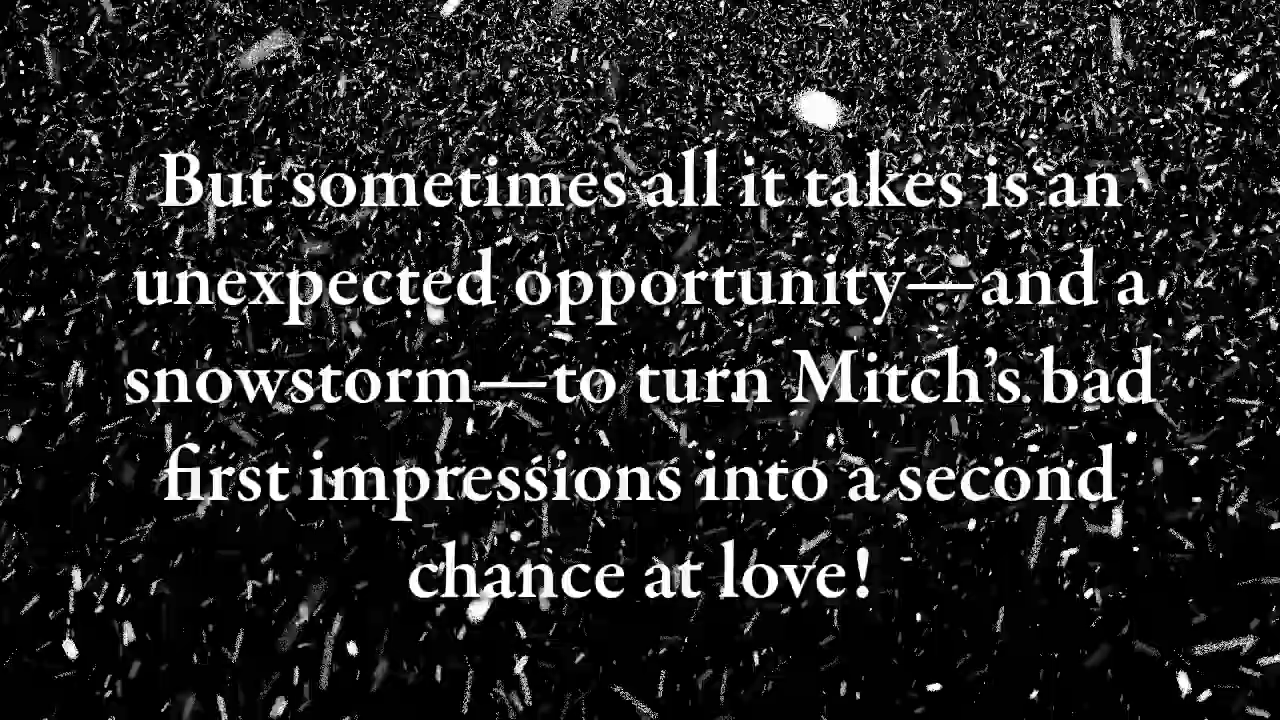 But sometimes all it takes is an
unexpected opportunity—and a
snowstorm—to turn Mitch’s bad
first impressions into a second
chance at love!